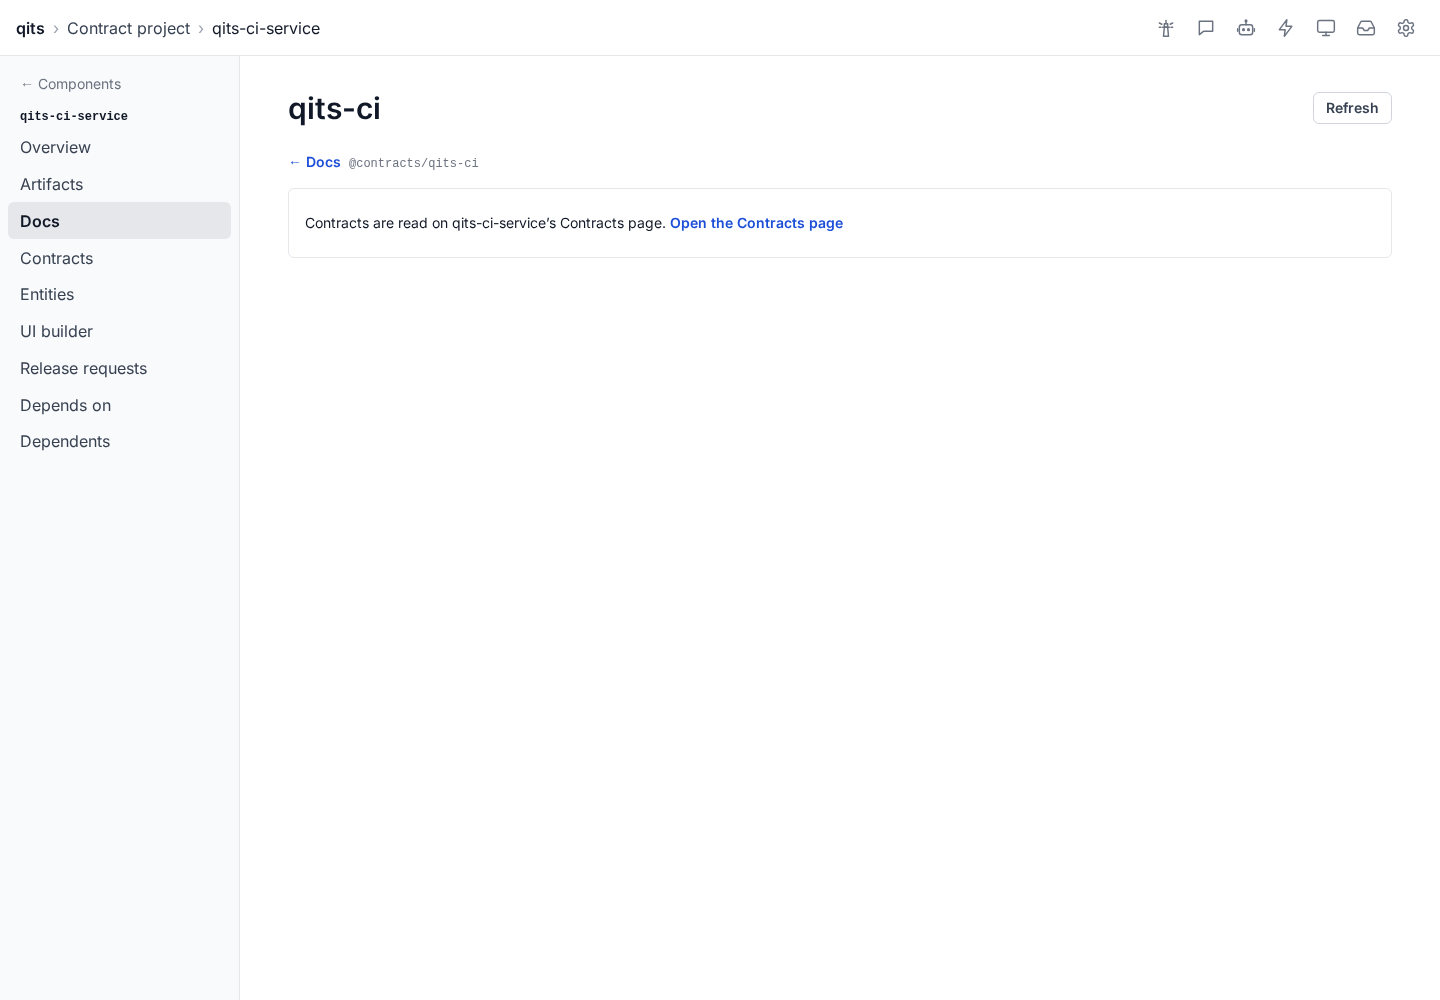 qits › Contract project › qits-ci-service
← Components
qits-ci-service
Overview
Artifacts
Docs
Contracts
Entities
UI builder
Release requests
Depends on
Dependents
qits-ci
Refresh
← Docs @contracts/qits-ci
Contracts are read on qits-ci-service’s Contracts page. Open the Contracts page